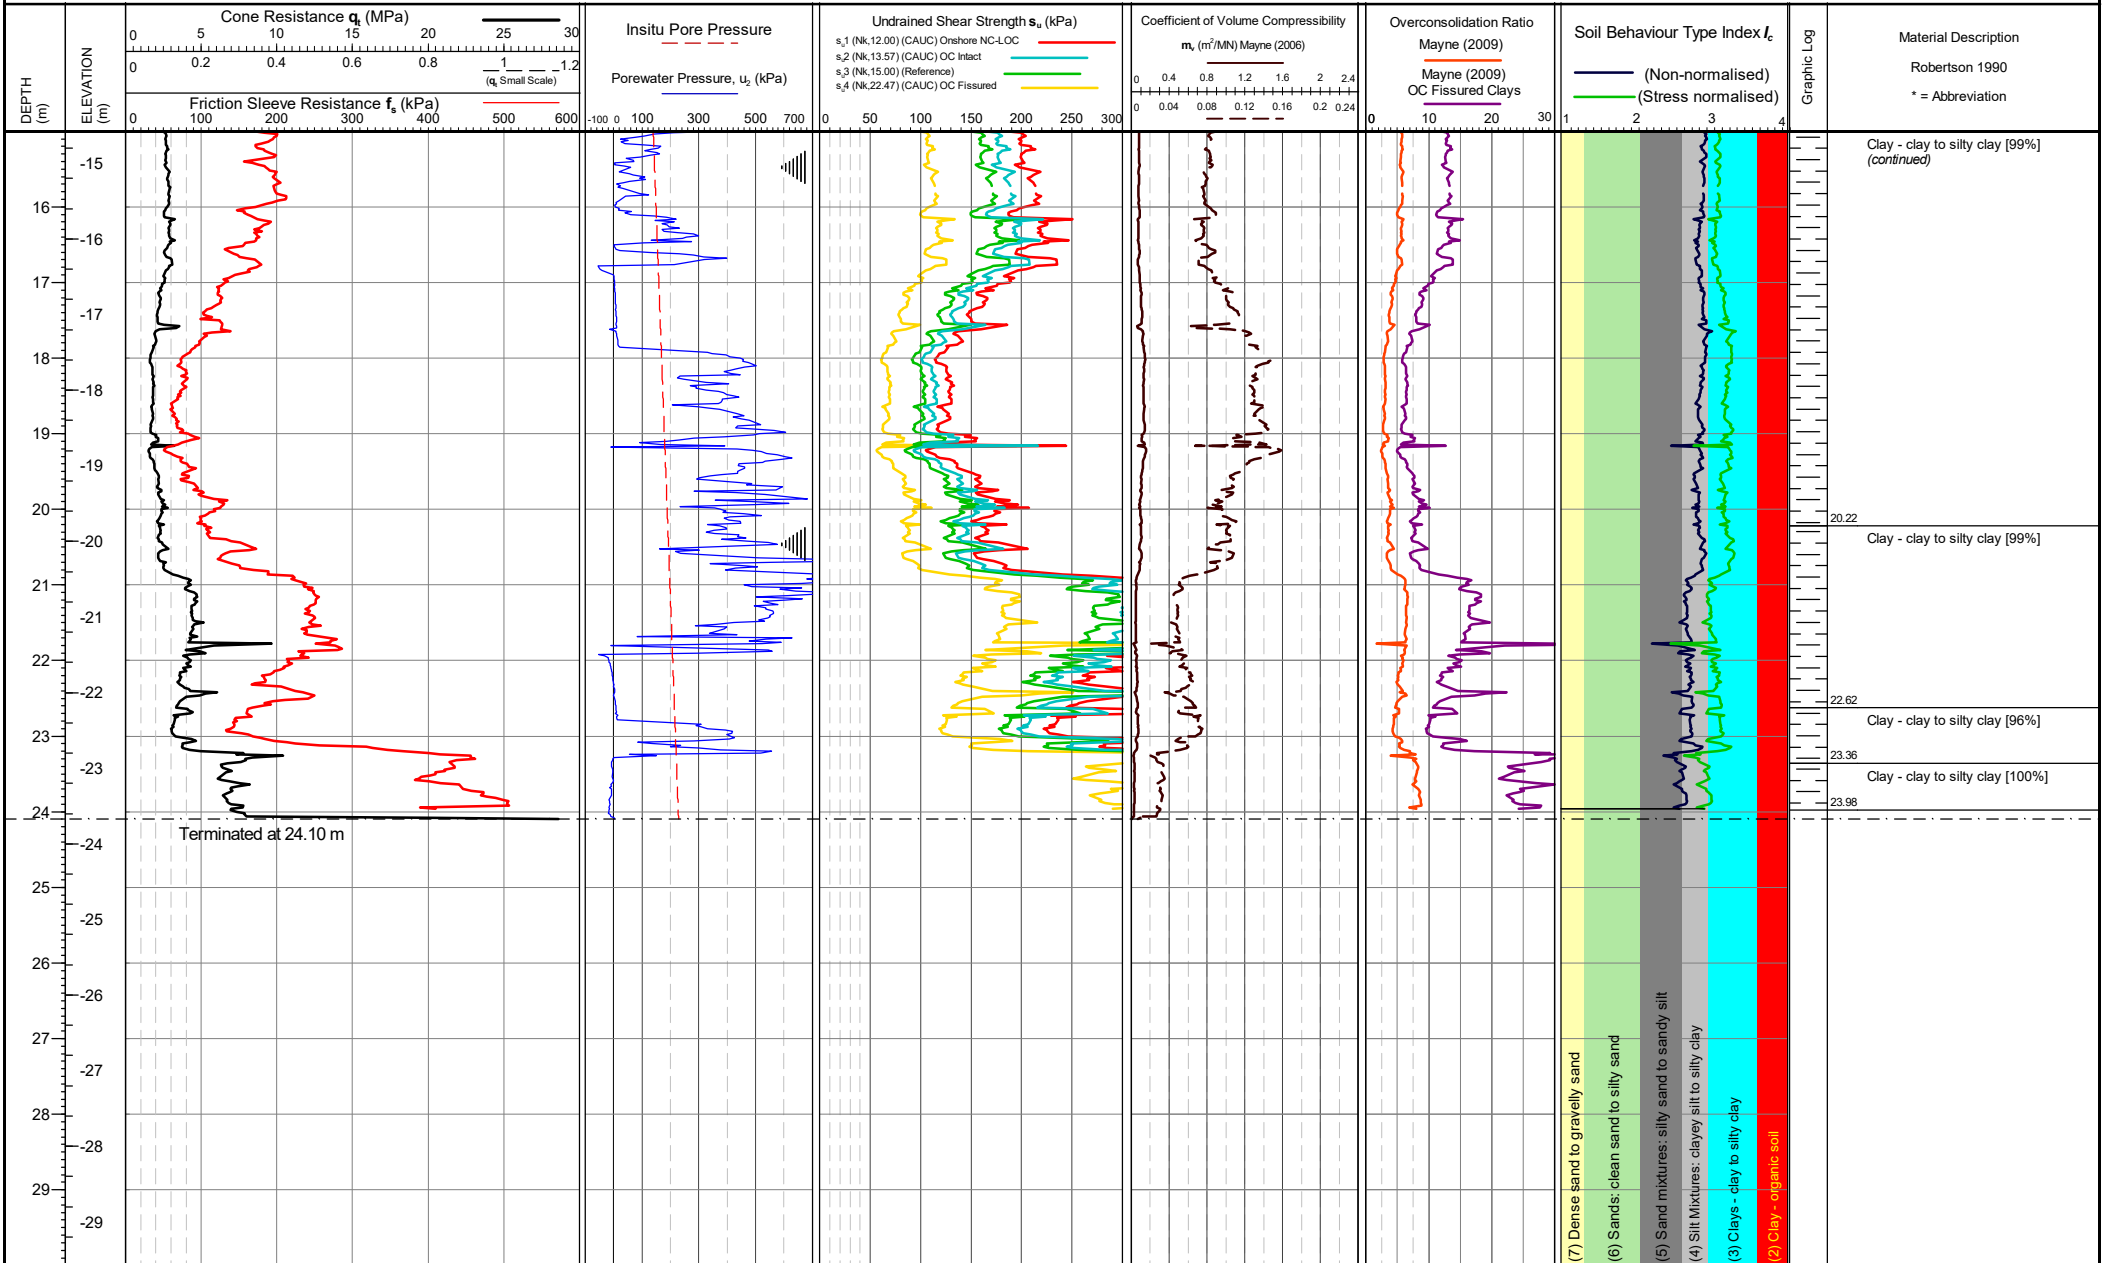 DEPTH (m)
ELEVATION (m)
Cone Resistance qt (MPa)
0 5 10 15 20 25 30
0 0.2 0.4 0.6 0.8 1 1.2
(qt Small Scale)
Friction Sleeve Resistance fs (kPa)
0 100 200 300 400 500 600
Insitu Pore Pressure
Porewater Pressure, u2 (kPa)
-100 0 100 300 500 700
Undrained Shear Strength su (kPa)
su1 (Nk,12.00) (CAUC) Onshore NC-LOC
su2 (Nk,13.57) (CAUC) OC Intact
su3 (Nk,15.00) (Reference)
su4 (Nk,22.47) (CAUC) OC Fissured
0 50 100 150 200 250 300
Coefficient of Volume Compressibility
mv (m2/MN) Mayne (2006)
0 0.4 0.8 1.2 1.6 2 2.4
0 0.04 0.08 0.12 0.16 0.2 0.24
Overconsolidation Ratio
Mayne (2009)
Mayne (2009)
OC Fissured Clays
0 10 20 30
Soil Behaviour Type Index Ic
(Non-normalised)
(Stress normalised)
1 2 3 4
Graphic Log
Material Description
Robertson 1990
* = Abbreviation
Clay - clay to silty clay [99%]
(continued)
-15
16
-16
17
-17
18
-18
19
-19
20
20.22
-20
Clay - clay to silty clay [99%]
21
-21
22
-22
22.62
Clay - clay to silty clay [96%]
23
23.36
-23
Clay - clay to silty clay [100%]
23.98
24
Terminated at 24.10 m
-24
25
-25
26
-26
27
-27
28
-28
29
-29
(7) Dense sand to gravelly sand
(6) Sands: clean sand to silty sand
(5) Sand mixtures: silty sand to sandy silt
(4) Silt Mixtures: clayey silt to silty clay
(3) Clays - clay to silty clay
(2) Clay - organic soil